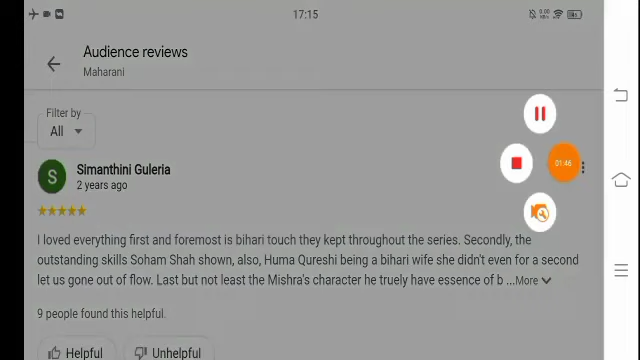 17:15
Audience reviews
Maharani
Filter by
All
S
Simanthini Guleria
2 years ago
01:46
I loved everything first and foremost is bihari touch they kept throughout the series. Secondly, the
outstanding skills Soham Shah shown, also, Huma Qureshi being a bihari wife she didn't even for a second
let us gone out of flow. Last but not least the Mishra's character he truely have essence of b ...More
9 people found this helpful.
Helpful
Unhelpful